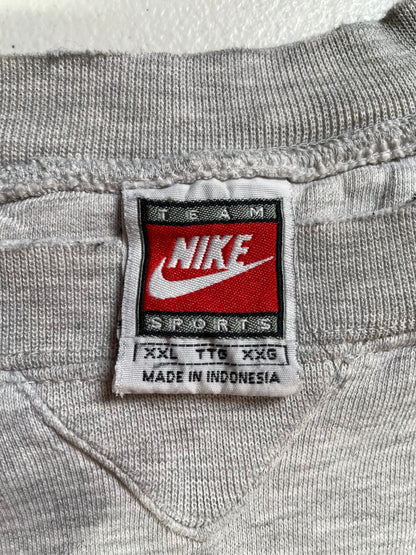 TEAM
NIKE
SPORTS
XXL TTG XXG
MADE IN INDONESIA